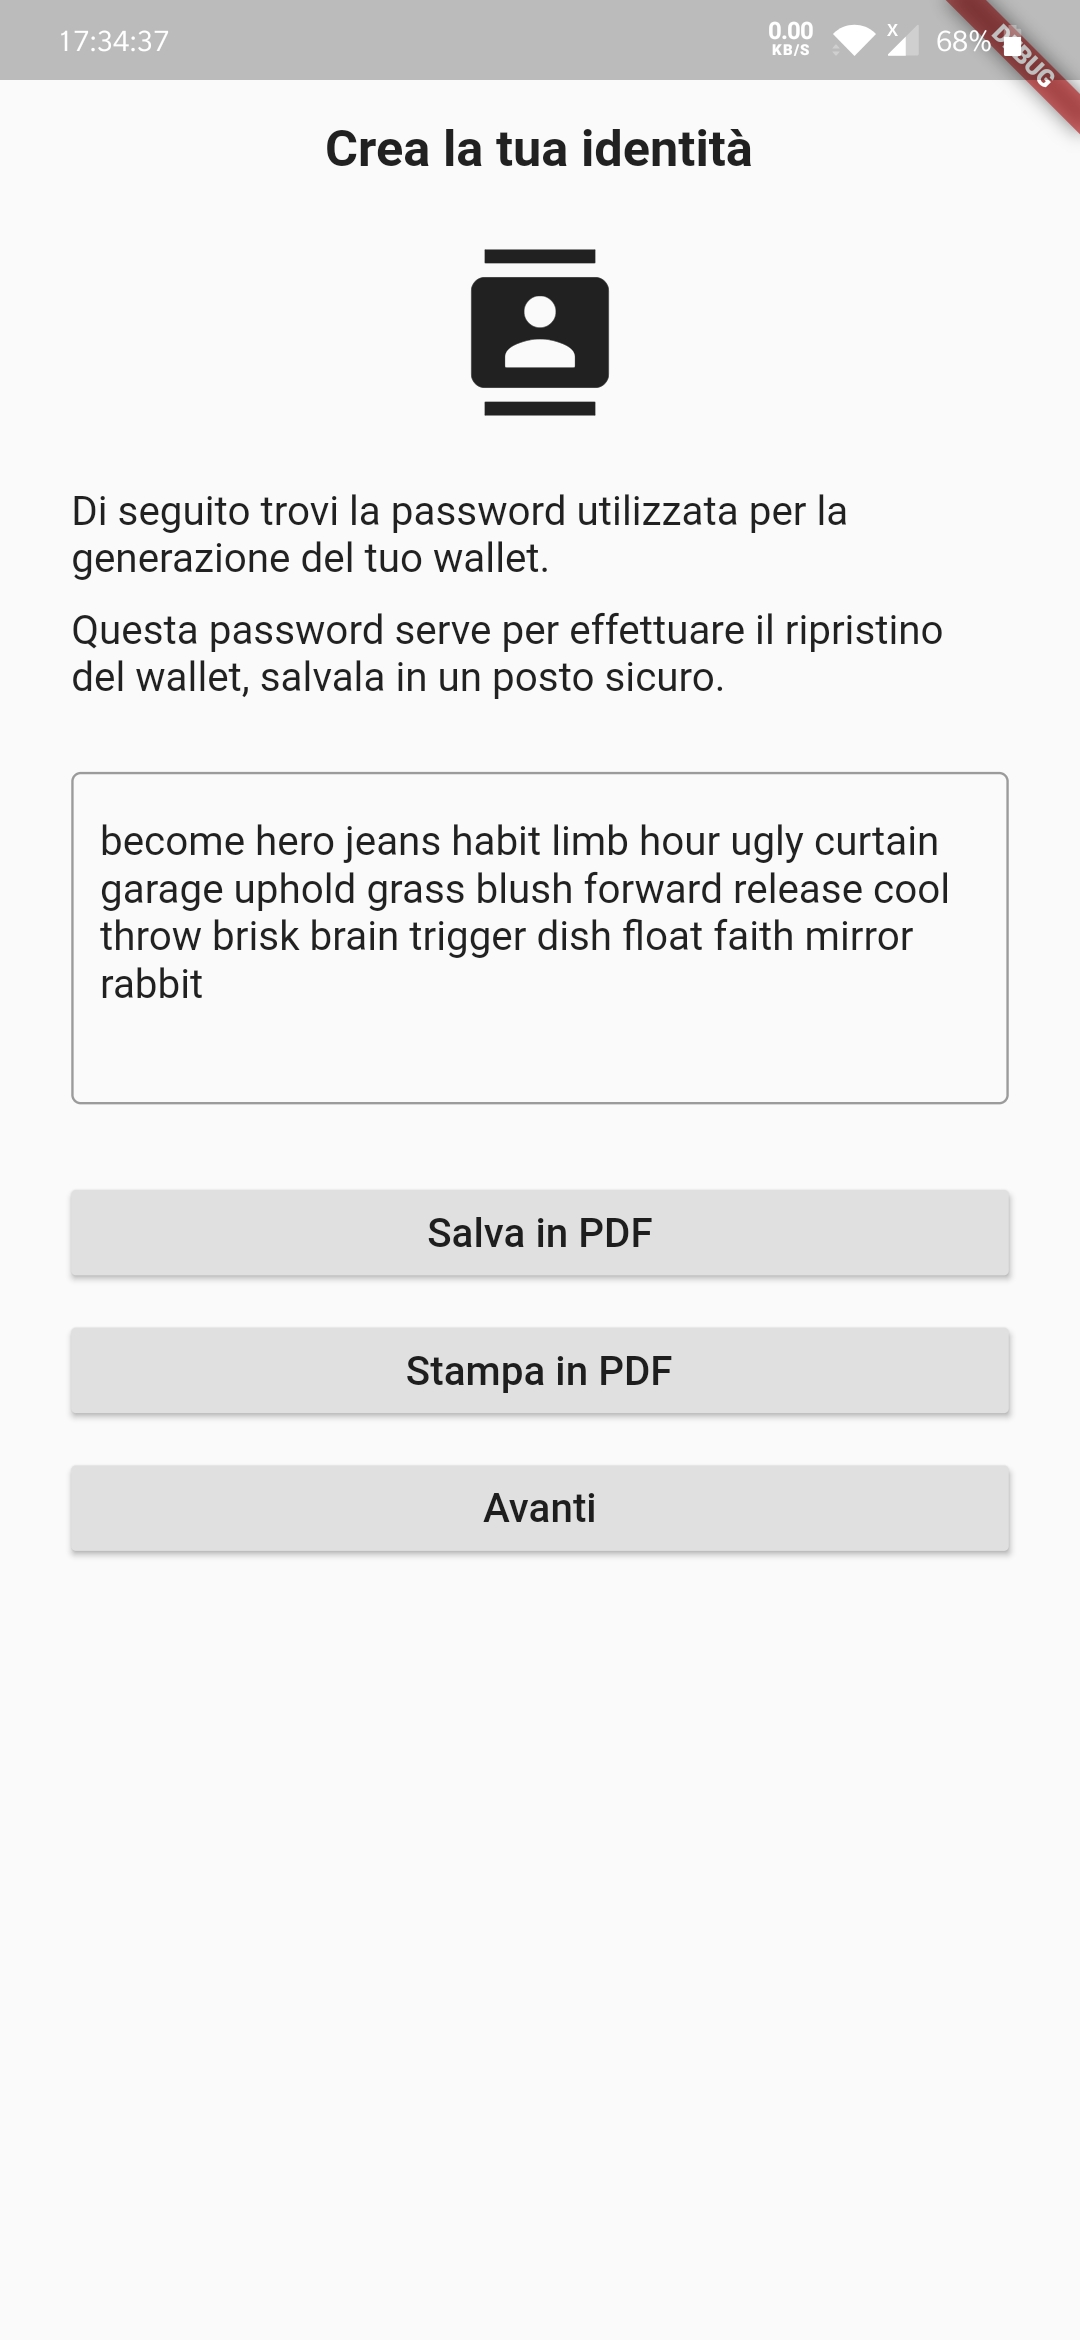 17:34:37
0.00
KB/S
X
68%
DEBUG
Crea la tua identità
Di seguito trovi la password utilizzata per la
generazione del tuo wallet.
Questa password serve per effettuare il ripristino
del wallet, salvala in un posto sicuro.
become hero jeans habit limb hour ugly curtain
garage uphold grass blush forward release cool
throw brisk brain trigger dish float faith mirror
rabbit
Salva in PDF
Stampa in PDF
Avanti